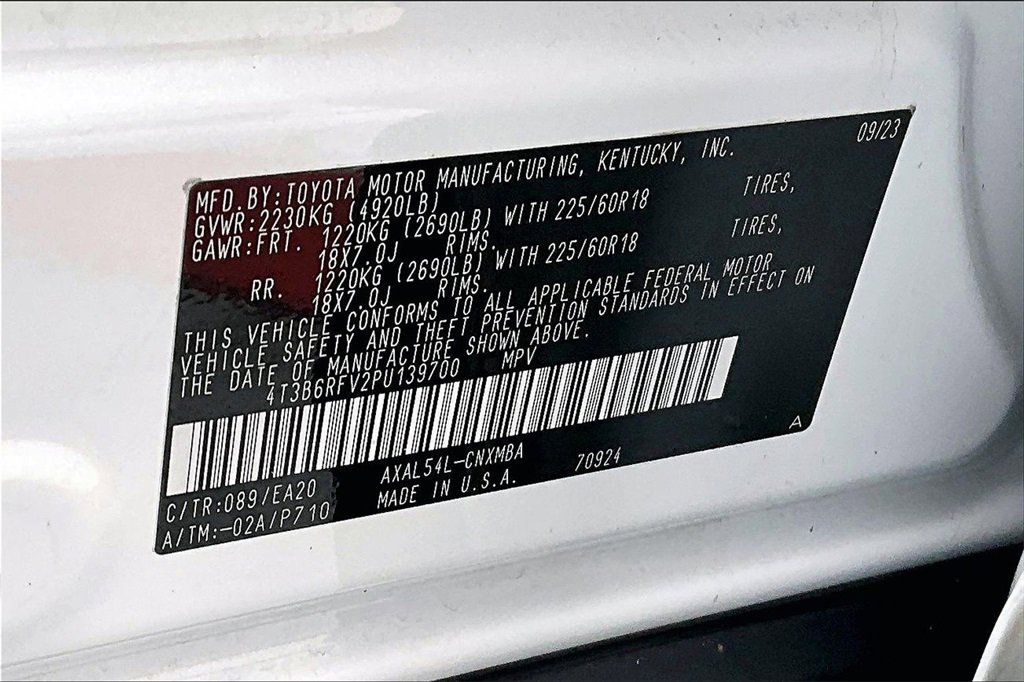 MFD.BY:TOYOTA MOTOR MANUFACTURING, KENTUCKY, INC. 09/23
GVWR:2230KG (4920LB)
GAWR:FRT. 1220KG (2690LB) WITH 225/60R18 TIRES,
18X7.0J RIMS.
RR. 1220KG (2690LB) WITH 225/60R18 TIRES,
18X7.0J RIMS.
THIS VEHICLE CONFORMS TO ALL APPLICABLE FEDERAL MOTOR
VEHICLE SAFETY AND THEFT PREVENTION STANDARDS IN EFFECT ON
THE DATE OF MANUFACTURE SHOWN ABOVE.
4T3B6RFV2PU139700 MPV
C/TR:089/EA20 AXAL54L-CNXMBA 70924 A
A/TM:-02A/P710 MADE IN U.S.A.